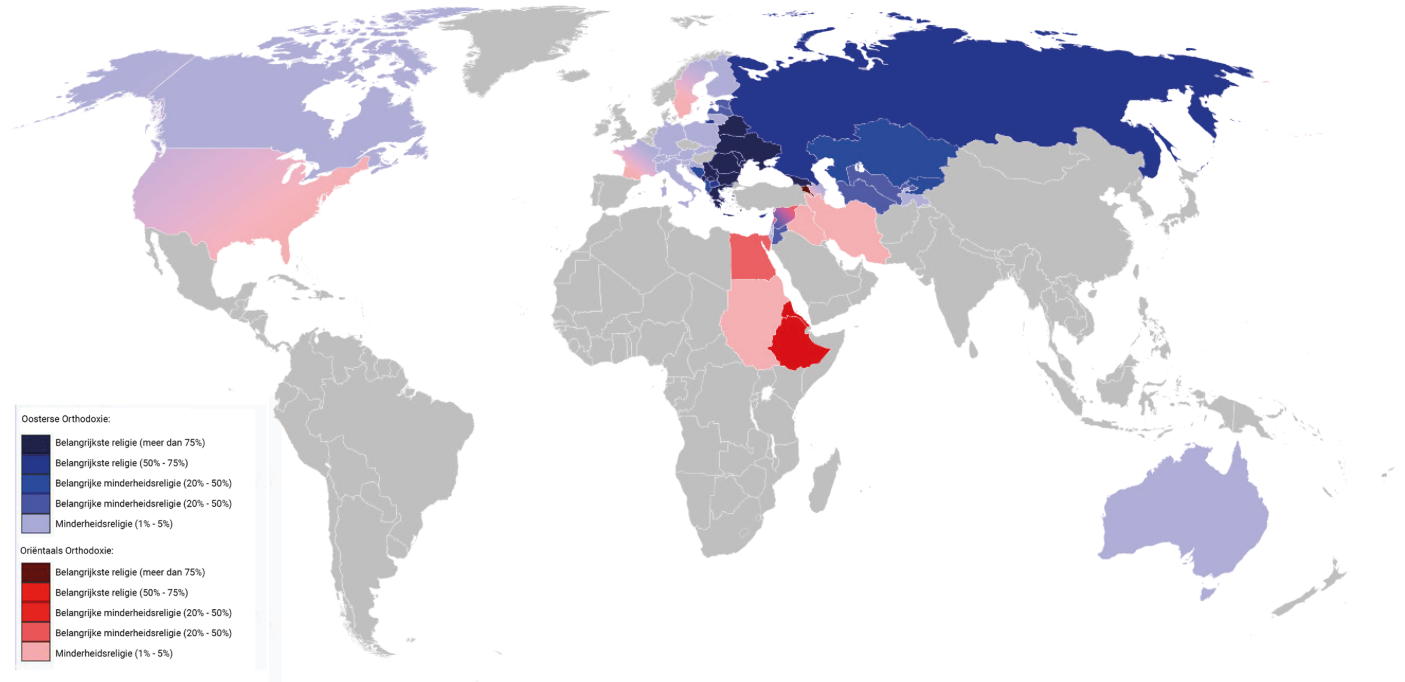 Oosterse Orthodoxie:
Belangrijkste religie (meer dan 75%)
Belangrijkste religie (50% - 75%)
Belangrijke minderheidsreligie (20% - 50%)
Belangrijke minderheidsreligie (20% - 50%)
Minderheidsreligie (1% - 5%)
Oriëntaals Orthodoxie:
Belangrijkste religie (meer dan 75%)
Belangrijkste religie (50% - 75%)
Belangrijke minderheidsreligie (20% - 50%)
Belangrijke minderheidsreligie (20% - 50%)
Minderheidsreligie (1% - 5%)